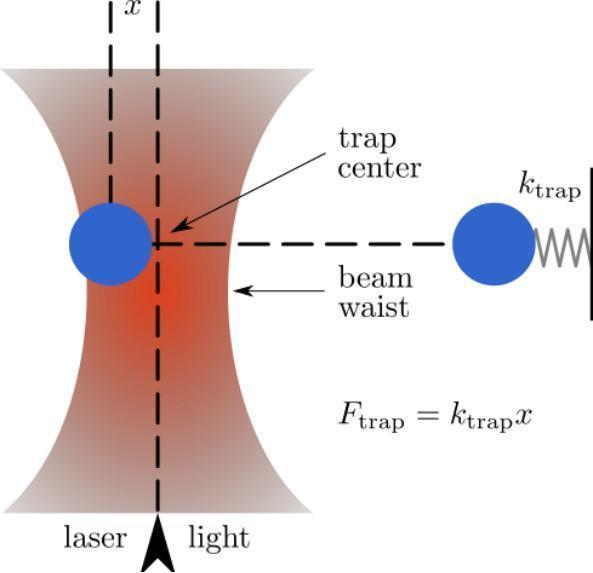 x
trap
center
k_trap
beam
waist
F_trap = k_trap x
laser light